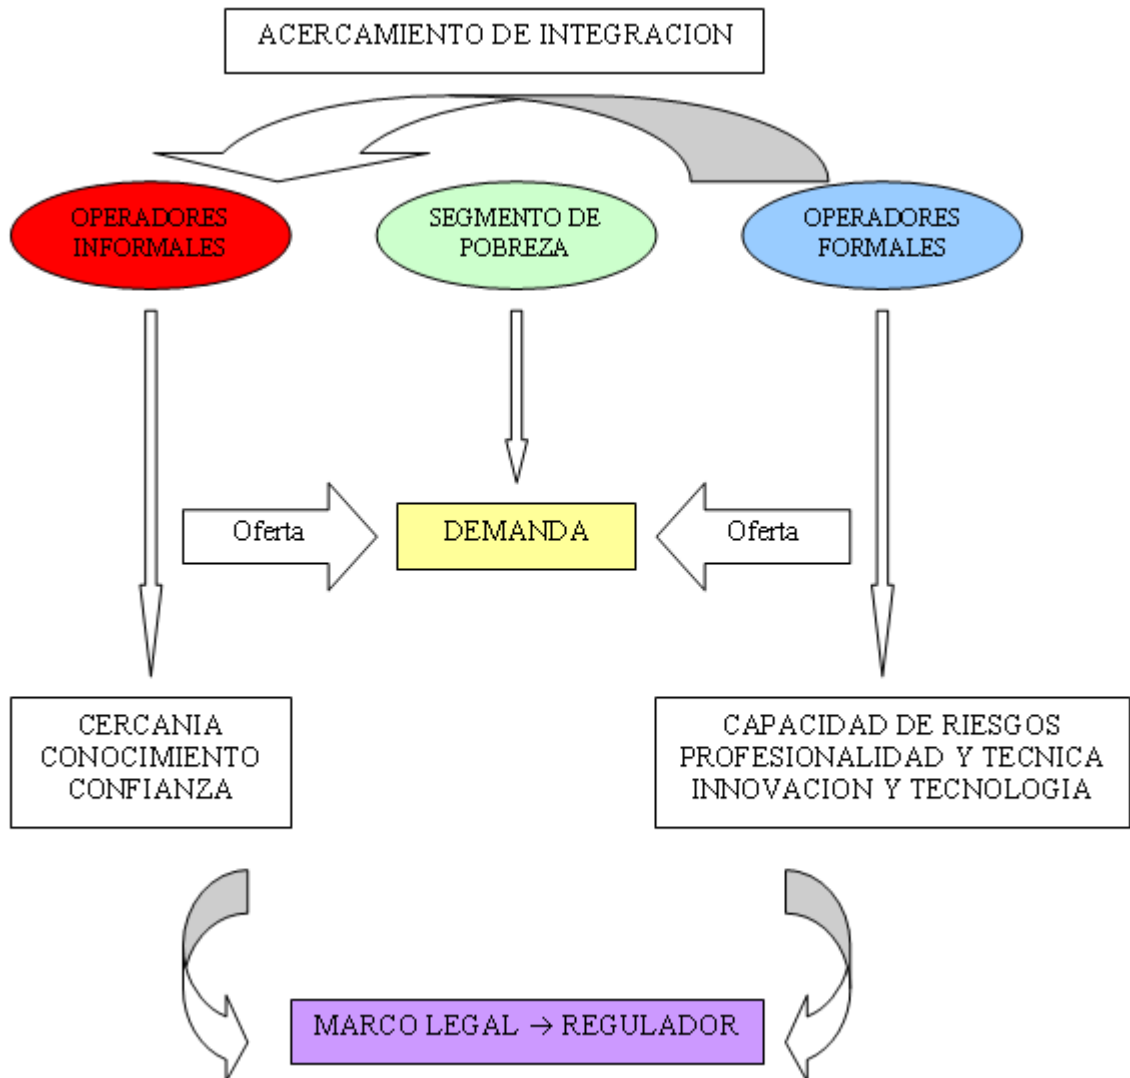 ACERCAMIENTO DE INTEGRACION
OPERADORES
INFORMALES
SEGMENTO DE
POBREZA
OPERADORES
FORMALES
Oferta
DEMANDA
Oferta
CERCANIA
CONOCIMIENTO
CONFIANZA
CAPACIDAD DE RIESGOS
PROFESIONALIDAD Y TECNICA
INNOVACION Y TECNOLOGIA
MARCO LEGAL → REGULADOR